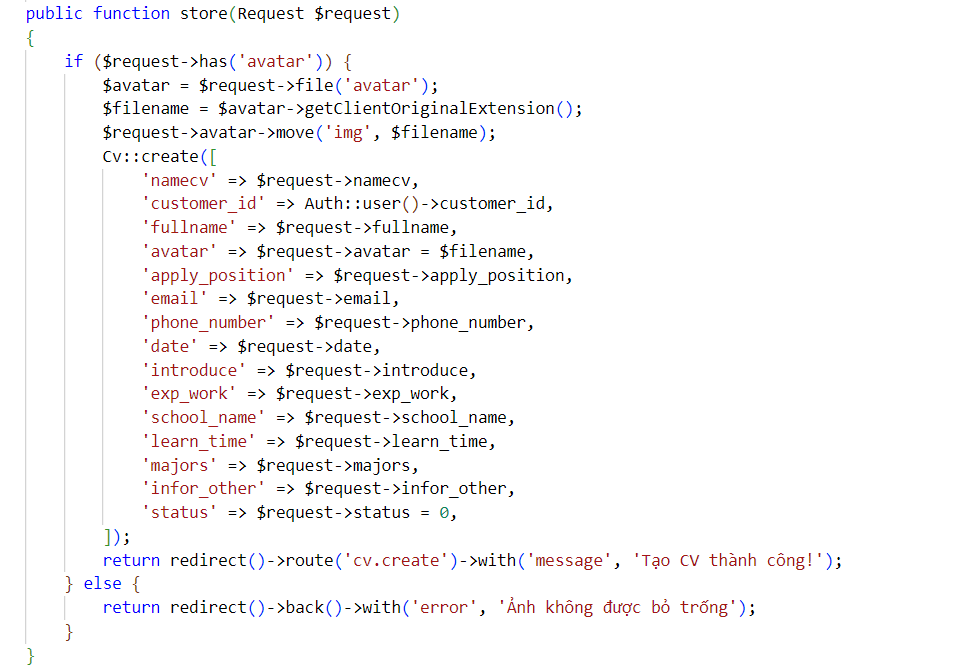 public function store(Request $request)
{
    if ($request->has('avatar')) {
        $avatar = $request->file('avatar');
        $filename = $avatar->getClientOriginalExtension();
        $request->avatar->move('img', $filename);
        Cv::create([
            'namecv' => $request->namecv,
            'customer_id' => Auth::user()->customer_id,
            'fullname' => $request->fullname,
            'avatar' => $request->avatar = $filename,
            'apply_position' => $request->apply_position,
            'email' => $request->email,
            'phone_number' => $request->phone_number,
            'date' => $request->date,
            'introduce' => $request->introduce,
            'exp_work' => $request->exp_work,
            'school_name' => $request->school_name,
            'learn_time' => $request->learn_time,
            'majors' => $request->majors,
            'infor_other' => $request->infor_other,
            'status' => $request->status = 0,
        ]);
        return redirect()->route('cv.create')->with('message', 'Tạo CV thành công!');
    } else {
        return redirect()->back()->with('error', 'Ảnh không được bỏ trống');
    }
}